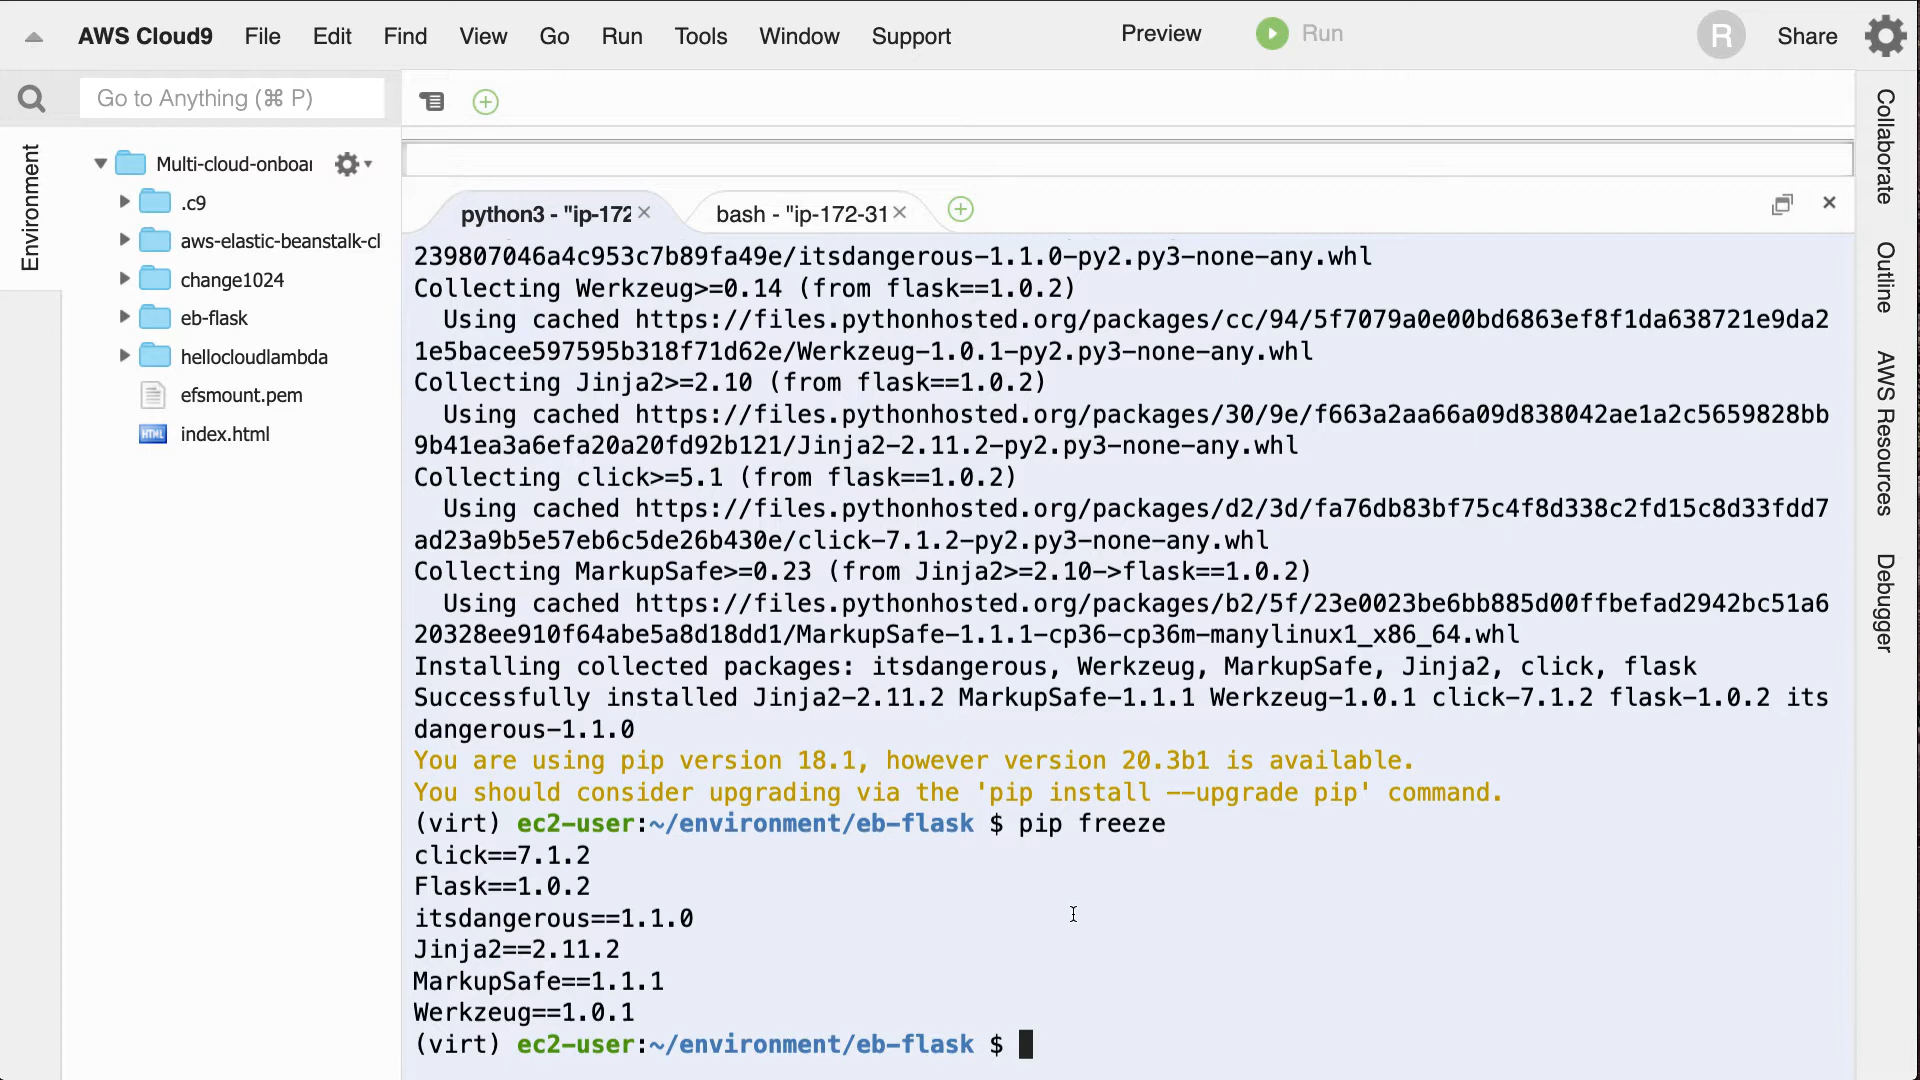 AWS Cloud9 File Edit Find View Go Run Tools Window Support Preview Run R Share
Go to Anything (⌘ P)
Environment
Multi-cloud-onboar
.c9
aws-elastic-beanstalk-cl
change1024
eb-flask
hellocloudlambda
efsmount.pem
HTML index.html
python3 - "ip-172 × bash - "ip-172-31 ×
239807046a4c953c7b89fa49e/itsdangerous-1.1.0-py2.py3-none-any.whl
Collecting Werkzeug>=0.14 (from flask==1.0.2)
Using cached https://files.pythonhosted.org/packages/cc/94/5f7079a0e00bd6863ef8f1da638721e9da2
1e5bacee597595b318f71d62e/Werkzeug-1.0.1-py2.py3-none-any.whl
Collecting Jinja2>=2.10 (from flask==1.0.2)
Using cached https://files.pythonhosted.org/packages/30/9e/f663a2aa66a09d838042ae1a2c5659828bb
9b41ea3a6efa20a20fd92b121/Jinja2-2.11.2-py2.py3-none-any.whl
Collecting click>=5.1 (from flask==1.0.2)
Using cached https://files.pythonhosted.org/packages/d2/3d/fa76db83bf75c4f8d338c2fd15c8d33fdd7
ad23a9b5e57eb6c5de26b430e/click-7.1.2-py2.py3-none-any.whl
Collecting MarkupSafe>=0.23 (from Jinja2>=2.10->flask==1.0.2)
Using cached https://files.pythonhosted.org/packages/b2/5f/23e0023be6bb885d00ffbefad2942bc51a6
20328ee910f64abe5a8d18dd1/MarkupSafe-1.1.1-cp36-cp36m-manylinux1_x86_64.whl
Installing collected packages: itsdangerous, Werkzeug, MarkupSafe, Jinja2, click, flask
Successfully installed Jinja2-2.11.2 MarkupSafe-1.1.1 Werkzeug-1.0.1 click-7.1.2 flask-1.0.2 its
dangerous-1.1.0
You are using pip version 18.1, however version 20.3b1 is available.
You should consider upgrading via the 'pip install --upgrade pip' command.
(virt) ec2-user:~/environment/eb-flask $ pip freeze
click==7.1.2
Flask==1.0.2
itsdangerous==1.1.0
Jinja2==2.11.2
MarkupSafe==1.1.1
Werkzeug==1.0.1
(virt) ec2-user:~/environment/eb-flask $
Collaborate
Outline
AWS Resources
Debugger